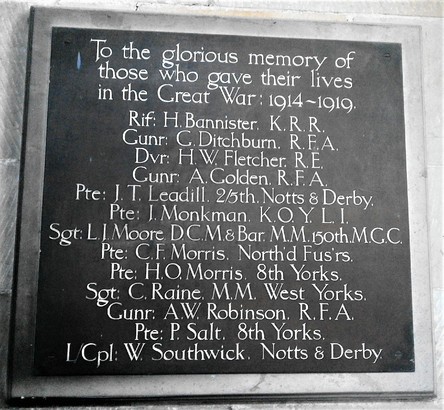 To the glorious memory of
those who gave their lives
in the Great War: 1914~1919.
Rif: H. Bannister. K. R. R.
Gunr: C. Ditchburn. R. F. A.
Dvr: H. W. Fletcher. R. E.
Gunr: A. Golden. R. F. A.
Pte: J. T. Leadill. 2/5th. Notts & Derby.
Pte: J. Monkman. K. O. Y. L. I.
Sgt: L. J. Moore. D. C. M. & Bar. M. M. 150th. M. G. C.
Pte: C. F. Morris. North'd Fus'rs.
Pte: H. O. Morris. 8th Yorks.
Sgt: C. Raine. M. M. West Yorks.
Gunr: A. W. Robinson. R. F. A.
Pte: P. Salt. 8th Yorks.
L/Cpl: W. Southwick. Notts & Derby.